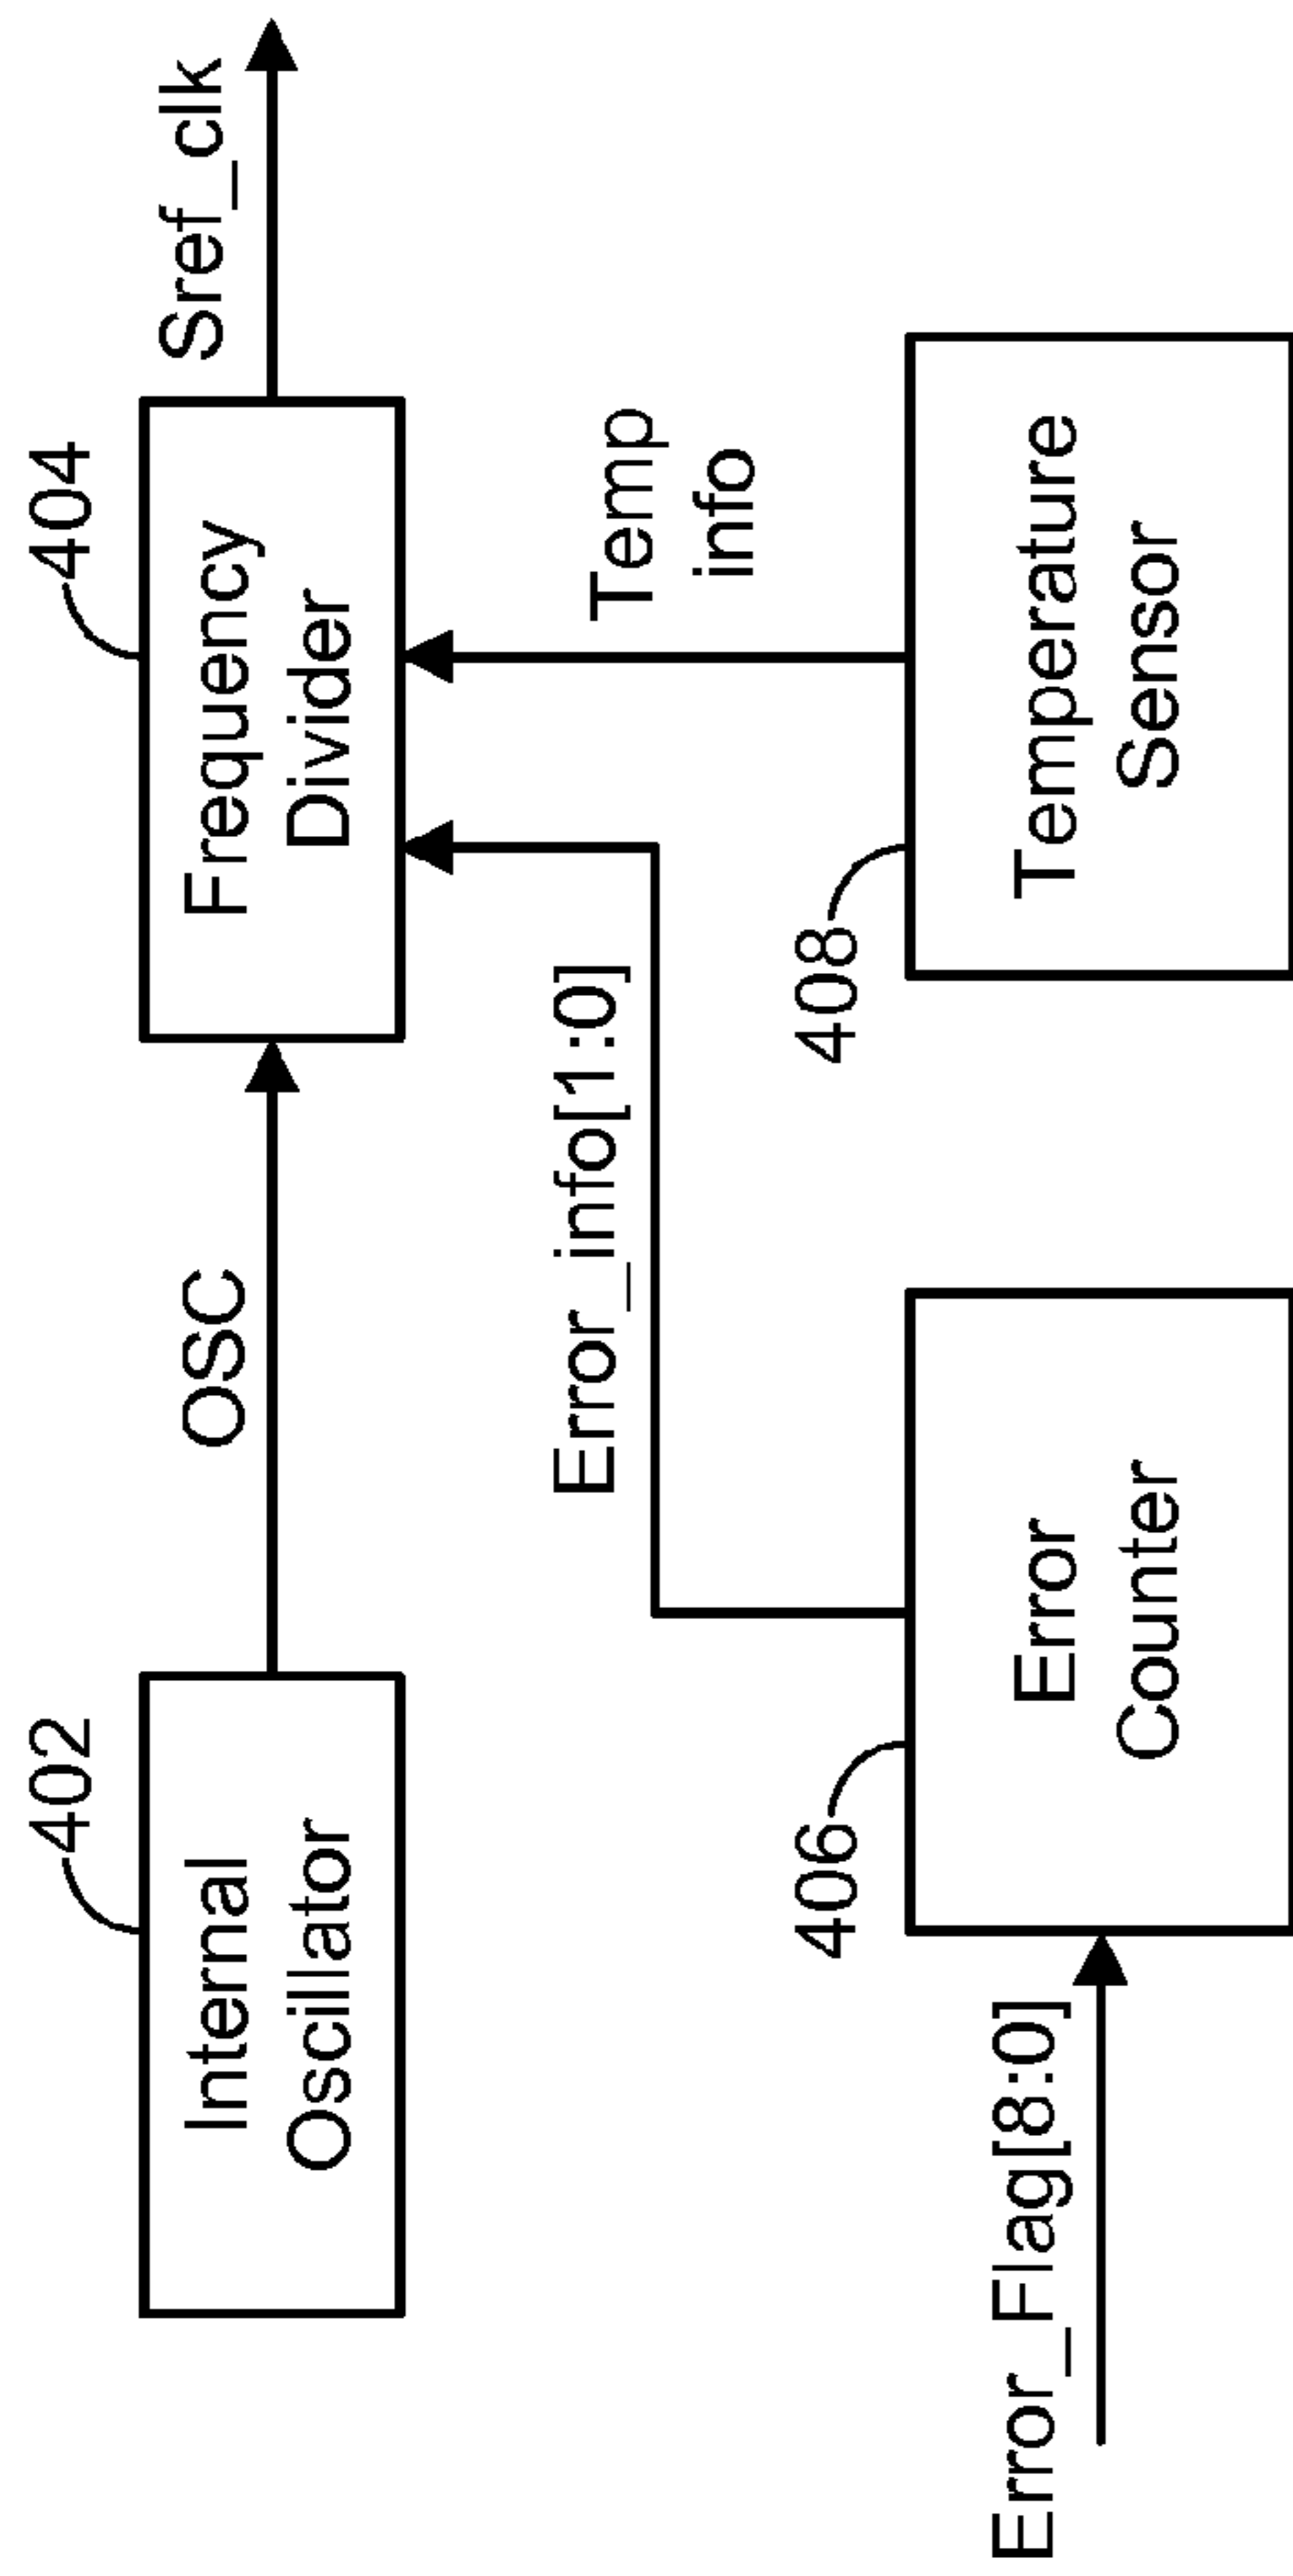 402
Internal
Oscillator
OSC
404
Frequency
Divider
Sref_clk
Error_info[1:0]
Temp
info
Error_Flag[8:0]
406
Error
Counter
408
Temperature
Sensor